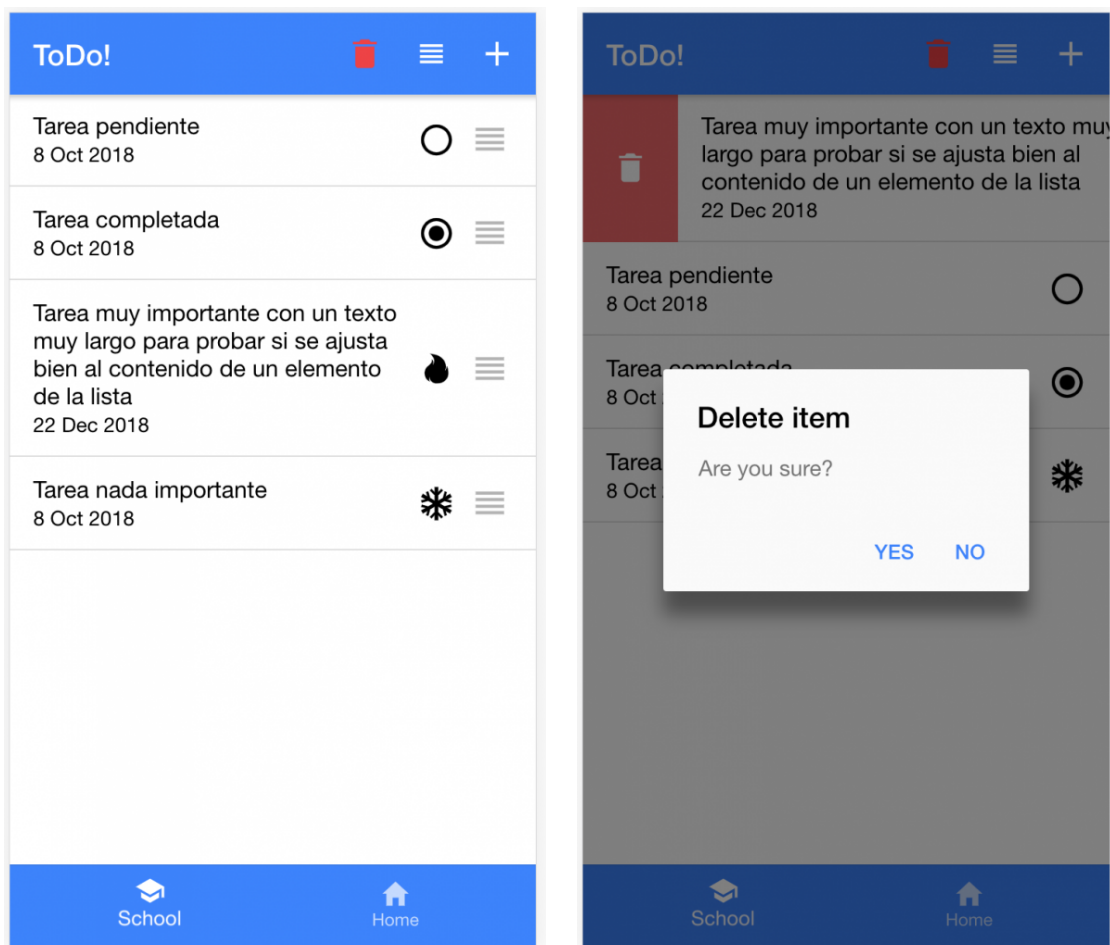 ToDo!
Tarea pendiente
8 Oct 2018
Tarea completada
8 Oct 2018
Tarea muy importante con un texto
muy largo para probar si se ajusta
bien al contenido de un elemento
de la lista
22 Dec 2018
Tarea nada importante
8 Oct 2018
School
Home
ToDo!
Tarea muy importante con un texto muy
largo para probar si se ajusta bien al
contenido de un elemento de la lista
22 Dec 2018
Tarea pendiente
8 Oct 2018
Tarea completada
8 Oct
Delete item
Are you sure?
Tarea
8 Oct
YES NO
School
Home